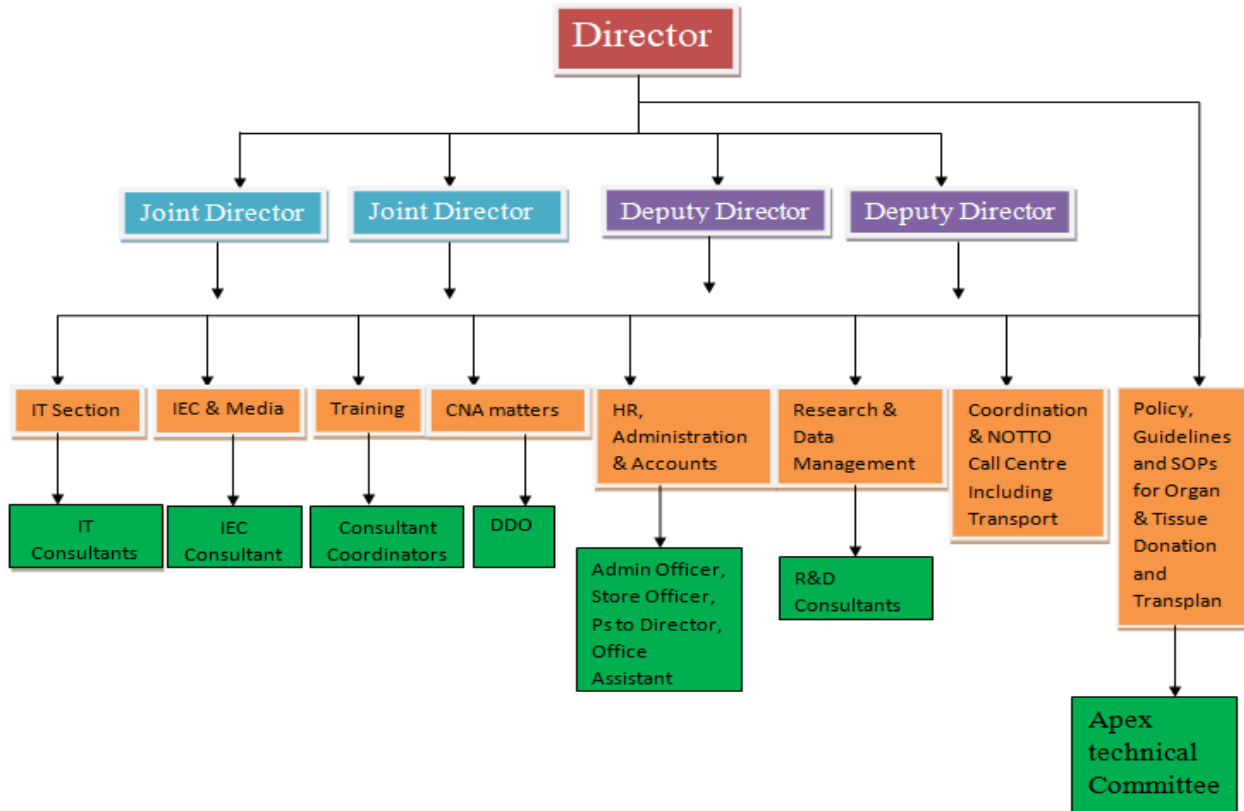 Director
Joint Director
Joint Director
Deputy Director
Deputy Director
IT Section
IEC & Media
Training
CNA matters
HR,
Administration
& Accounts
Research &
Data
Management
Coordination
& NOTTO
Call Centre
Including
Transport
Policy,
Guidelines
and SOPs
for Organ
& Tissue
Donation
and
Transplan
IT
Consultants
IEC
Consultant
Consultant
Coordinators
DDO
Admin Officer,
Store Officer,
Ps to Director,
Office
Assistant
R&D
Consultants
Apex
technical
Committee